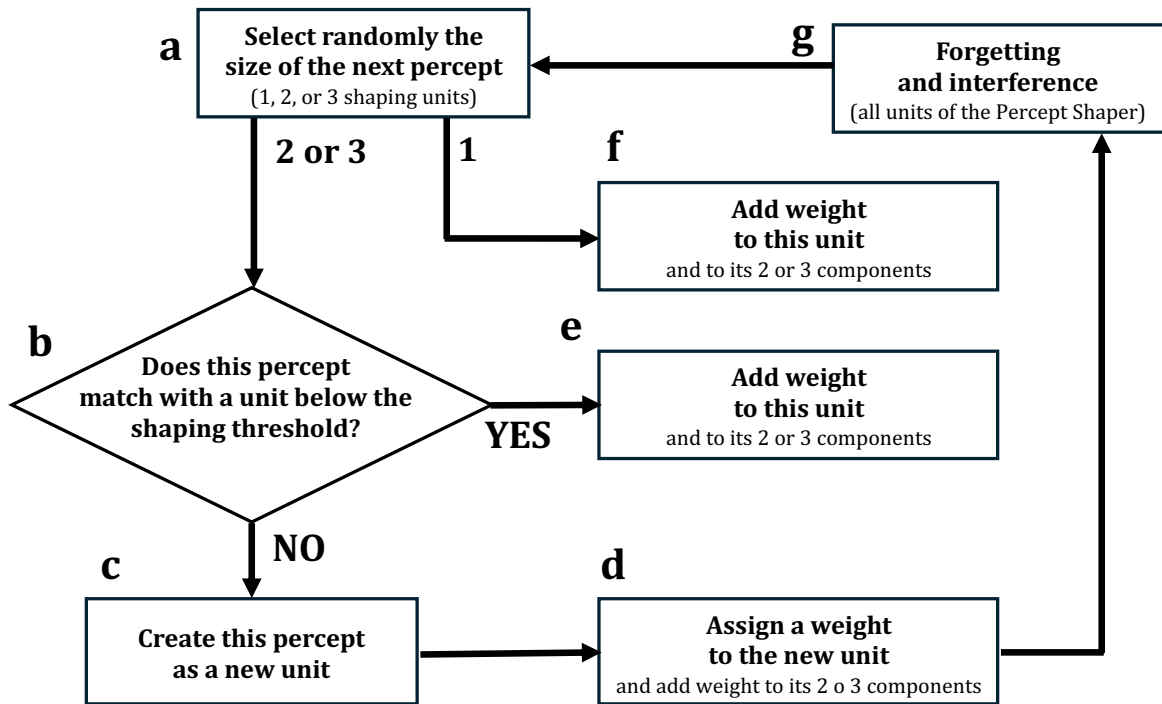 a
Select randomly the
size of the next percept
(1, 2, or 3 shaping units)
g
Forgetting
and interference
(all units of the Percept Shaper)
2 or 3
1
f
Add weight
to this unit
and to its 2 or 3 components
b
Does this percept
match with a unit below the
shaping threshold?
YES
e
Add weight
to this unit
and to its 2 or 3 components
NO
c
Create this percept
as a new unit
d
Assign a weight
to the new unit
and add weight to its 2 o 3 components